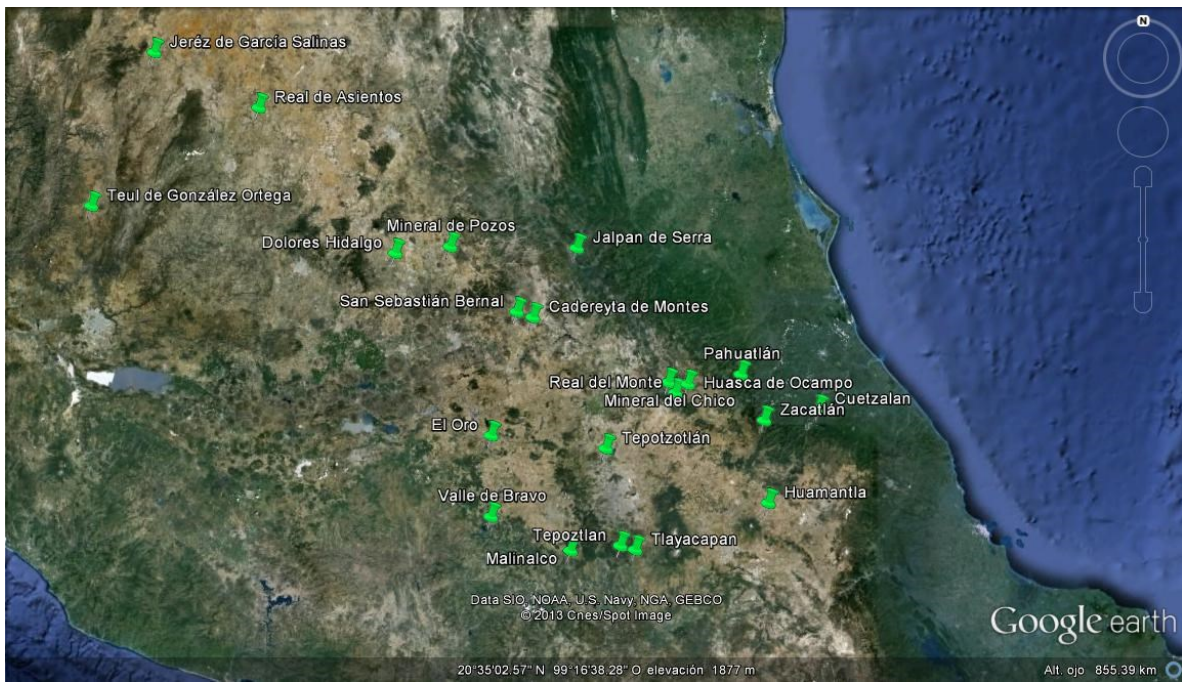 N
Jeréz de García Salinas
Real de Asientos
Teul de González Ortega
Mineral de Pozos
Dolores Hidalgo
Jalpan de Serra
San Sebastián Bernal
Cadereyta de Montes
Pahuatlán
Real del Monte
Huasca de Ocampo
Mineral del Chico
Cuetzalan
Zacatlán
El Oro
Tepotzotlán
Valle de Bravo
Huamantla
Tepoztlan
Tlayacapan
Malinalco
Data SIO, NOAA, U.S. Navy, NGA, GEBCO
© 2013 Cnes/Spot Image
Google earth
20°35'02.57" N 99°16'38.28" O elevación 1877 m
Alt. ojo 855.39 km